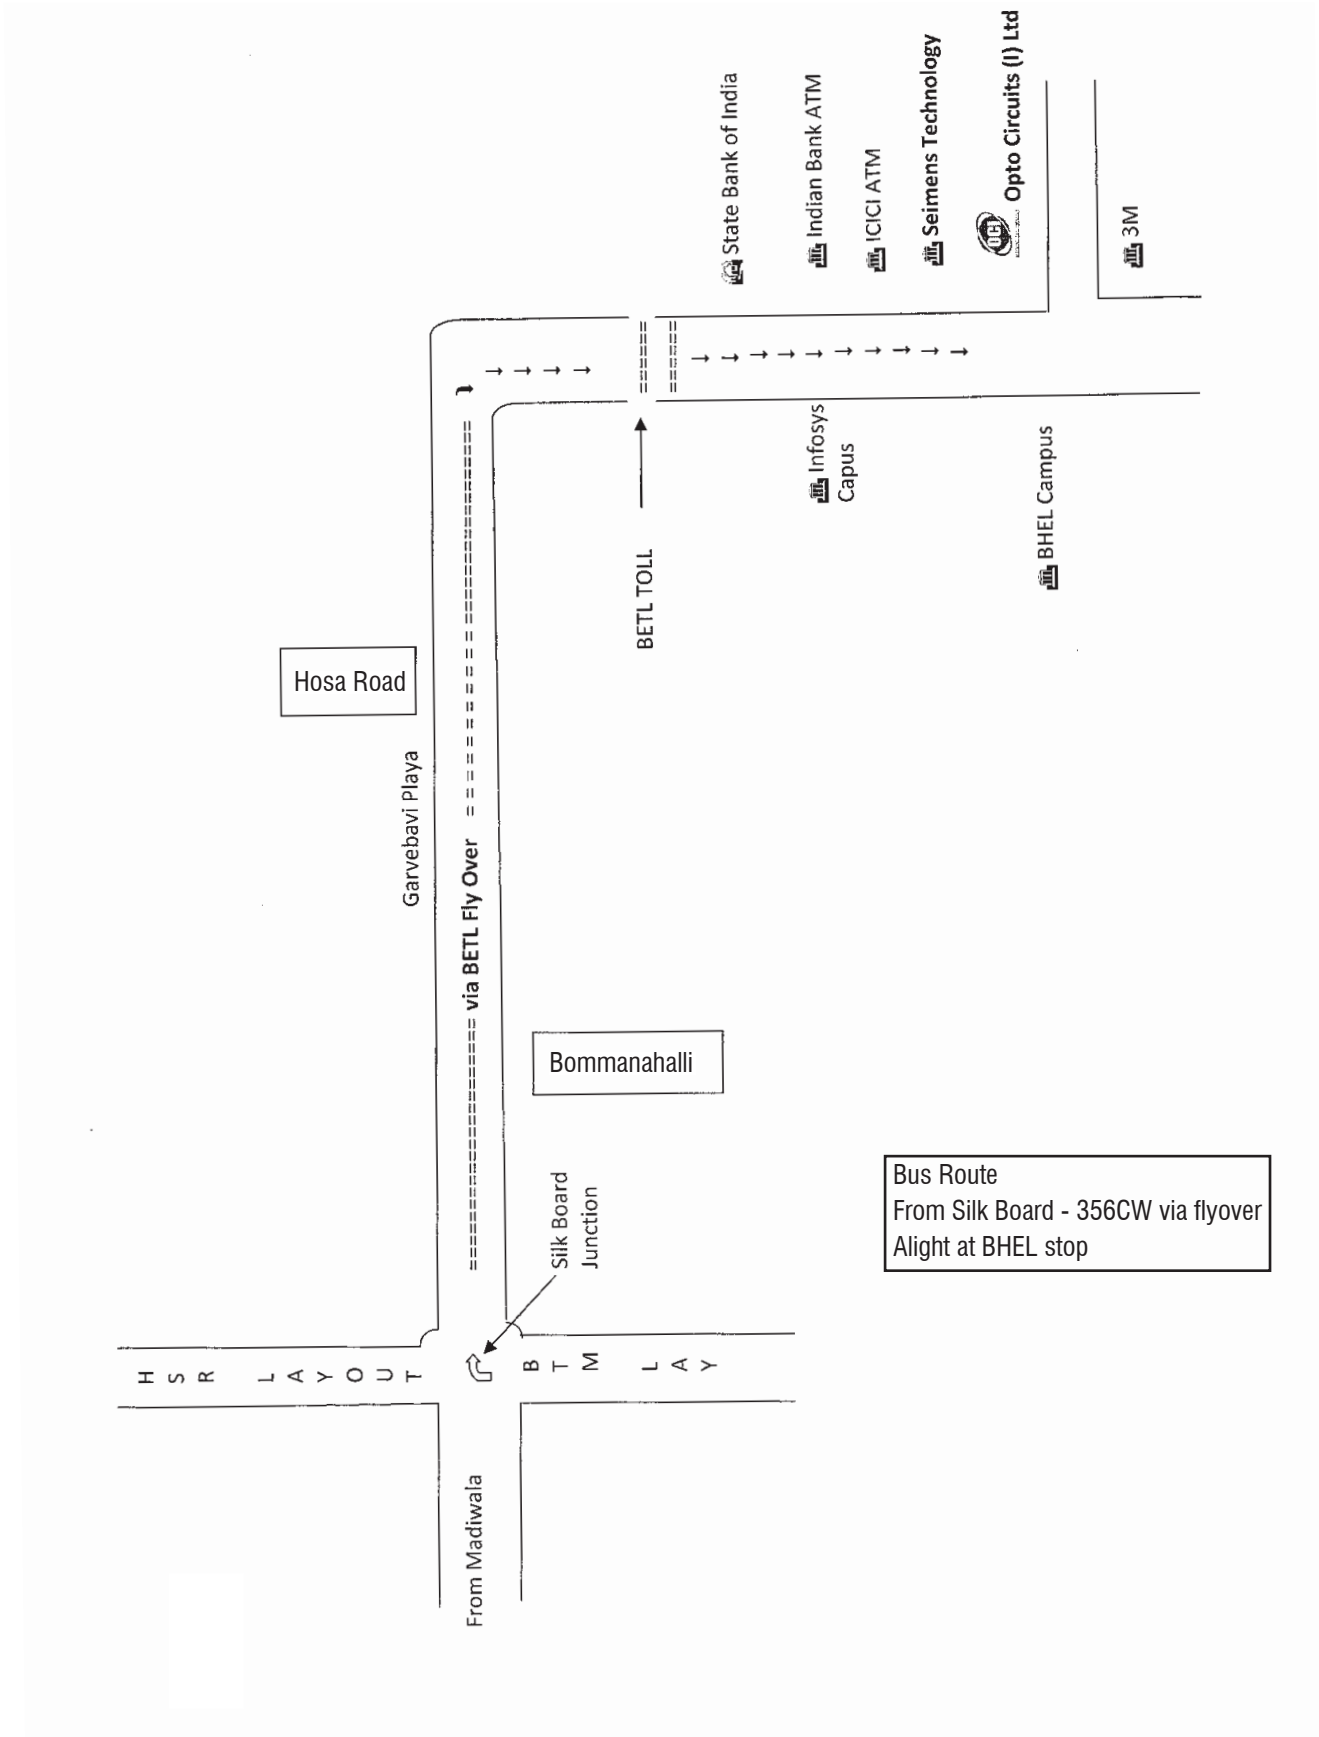 State Bank of India
Indian Bank ATM
ICICI ATM
Seimens Technology
OCI
Opto Circuits (I) Ltd
3M
Infosys
Capus
BHEL Campus
BETL TOLL
Hosa Road
Garvebavi Playa
via BETL Fly Over
Bommanahalli
Silk Board
Junction
HSR LAYOUT
BTM LAY
From Madiwala
Bus Route
From Silk Board - 356CW via flyover
Alight at BHEL stop